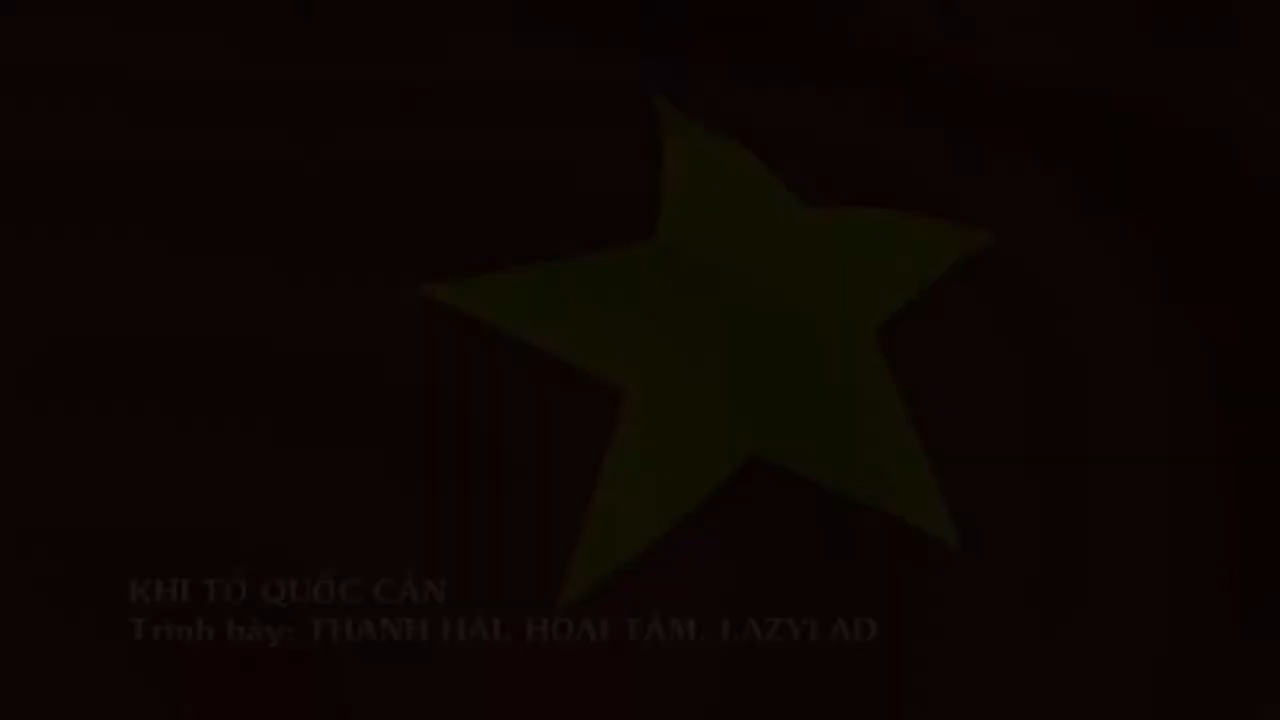 KHI TỔ QUỐC CẦN
Trình bày: THANH HẢI, HOÀI TÂM, LAZYLAD